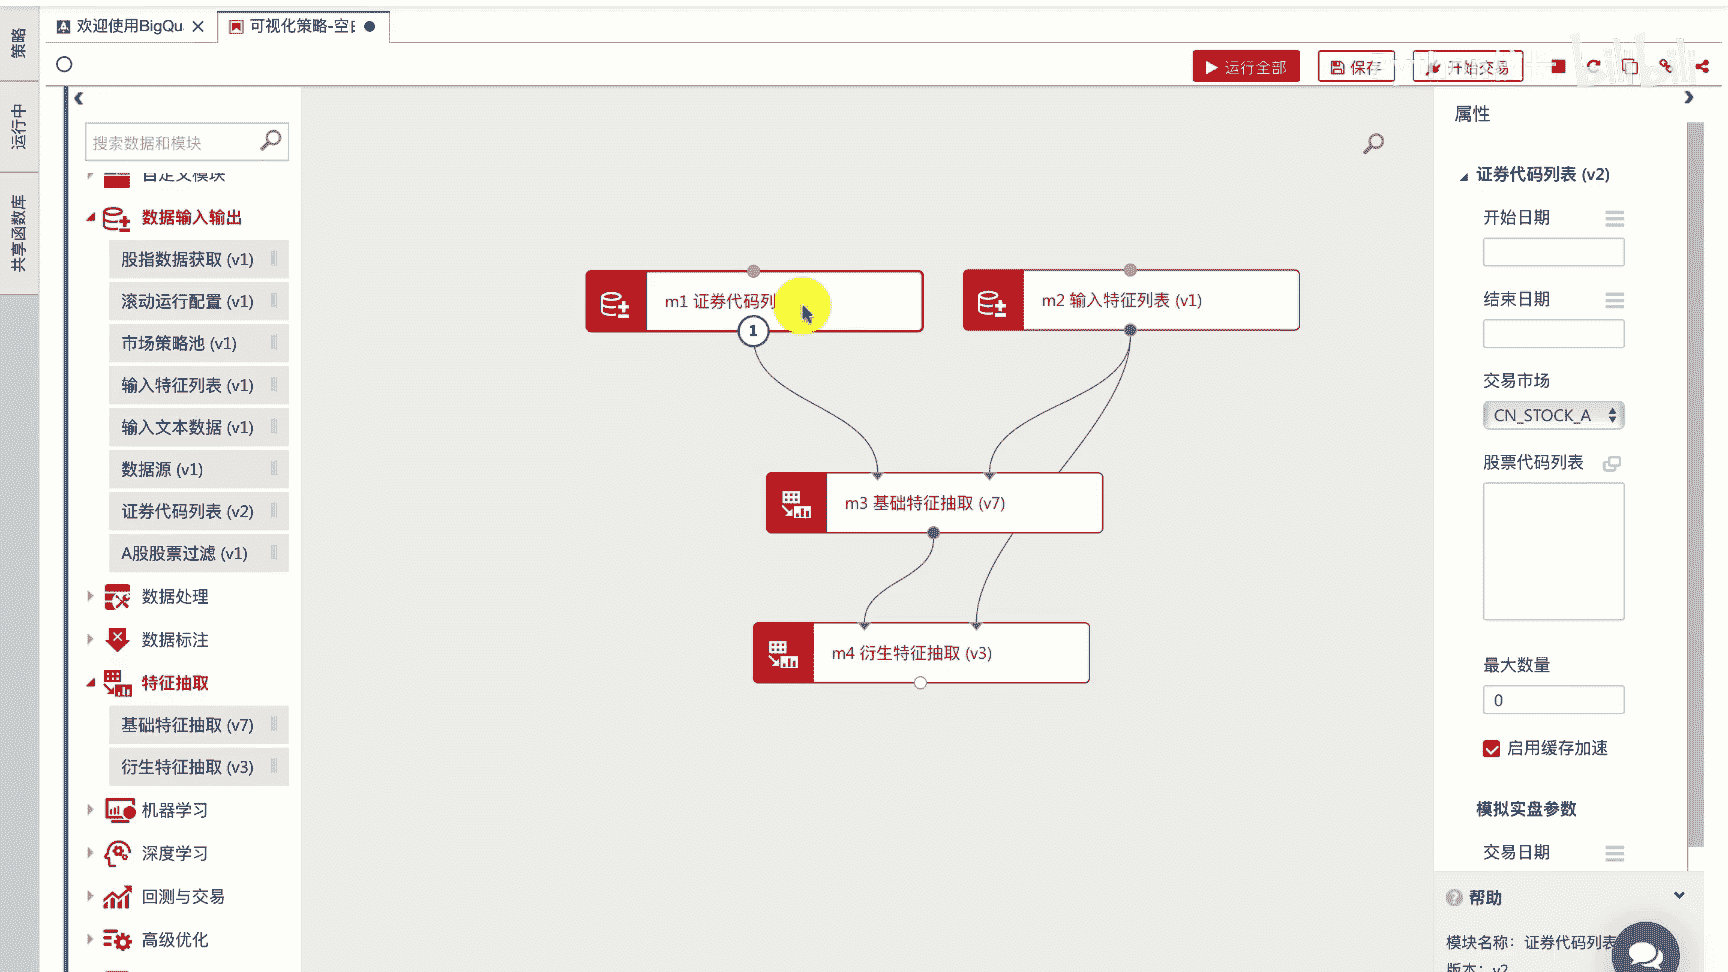 策略
运行中
共享函数库
欢迎使用BigQu
可视化策略-空白
运行全部
保存
开始交易
bilibili
搜索数据和模块
自定义模块
数据输入输出
股指数据获取 (v1)
滚动运行配置 (v1)
市场策略池 (v1)
输入特征列表 (v1)
输入文本数据 (v1)
数据源 (v1)
证券代码列表 (v2)
A股股票过滤 (v1)
数据处理
数据标注
特征抽取
基础特征抽取 (v7)
衍生特征抽取 (v3)
机器学习
深度学习
回测与交易
高级优化
m1 证券代码列
1
m2 输入特征列表 (v1)
m3 基础特征抽取 (v7)
m4 衍生特征抽取 (v3)
属性
证券代码列表 (v2)
开始日期
结束日期
交易市场
CN_STOCK_A
股票代码列表
最大数量
0
启用缓存加速
模拟实盘参数
交易日期
帮助
模块名称：证券代码列表
版本：v2